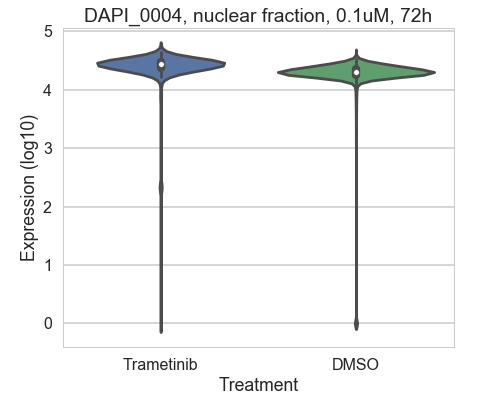 DAPI_0004, nuclear fraction, 0.1uM, 72h
5
4
3
2
1
0
Expression (log10)
Trametinib DMSO
Treatment